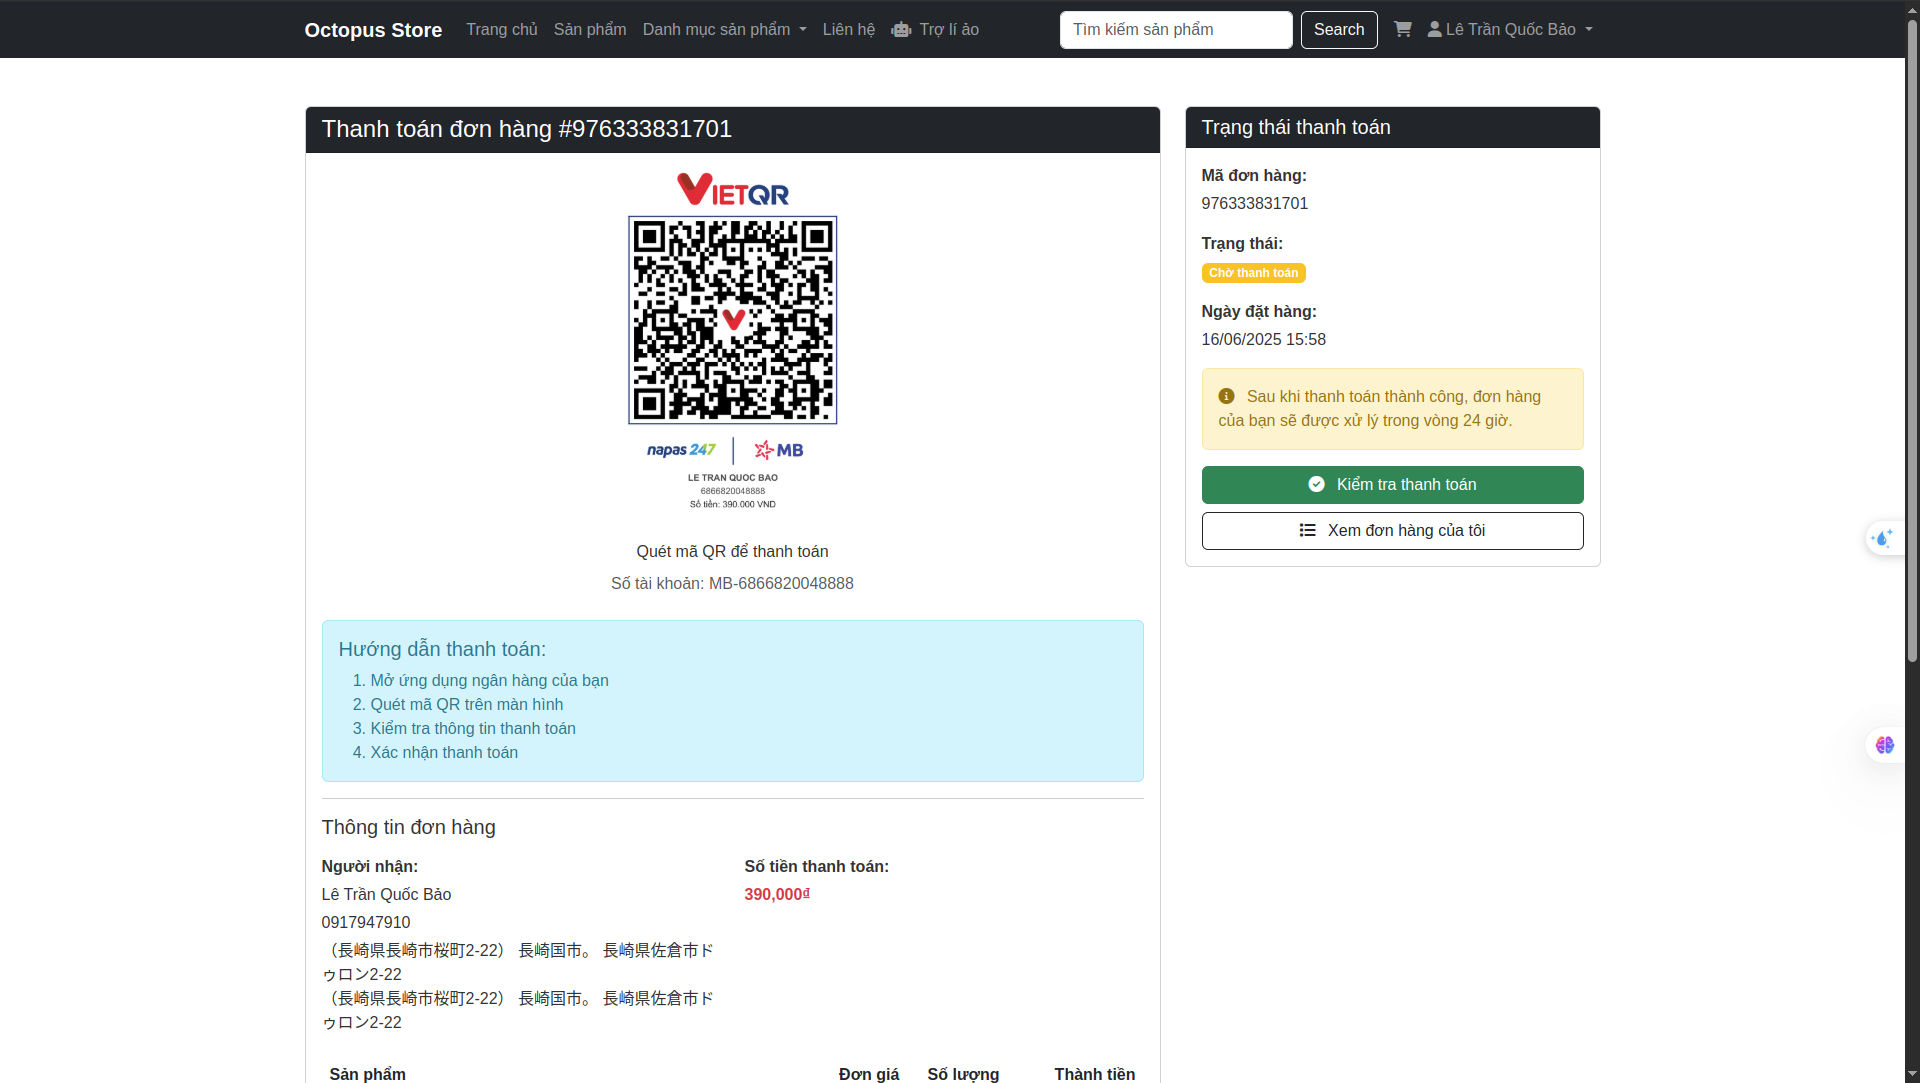 Octopus Store Trang chủ Sản phẩm Danh mục sản phẩm Liên hệ Trợ lí ảo Tìm kiếm sản phẩm Search Lê Trần Quốc Bảo
Thanh toán đơn hàng #976333831701
VIETQR
napas 247 MB
LE TRAN QUOC BAO
6866820048888
Số tiền: 390.000 VND
Quét mã QR để thanh toán
Số tài khoản: MB-6866820048888
Hướng dẫn thanh toán:
1. Mở ứng dụng ngân hàng của bạn
2. Quét mã QR trên màn hình
3. Kiểm tra thông tin thanh toán
4. Xác nhận thanh toán
Thông tin đơn hàng
Người nhận:
Lê Trần Quốc Bảo
0917947910
（長崎県長崎市桜町2-22） 長崎国市。 長崎県佐倉市ド
ゥロン2-22
（長崎県長崎市桜町2-22） 長崎国市。 長崎県佐倉市ド
ゥロン2-22
Số tiền thanh toán:
390,000₫
Sản phẩm Đơn giá Số lượng Thành tiền
Trạng thái thanh toán
Mã đơn hàng:
976333831701
Trạng thái:
Chờ thanh toán
Ngày đặt hàng:
16/06/2025 15:58
Sau khi thanh toán thành công, đơn hàng
của bạn sẽ được xử lý trong vòng 24 giờ.
Kiểm tra thanh toán
Xem đơn hàng của tôi